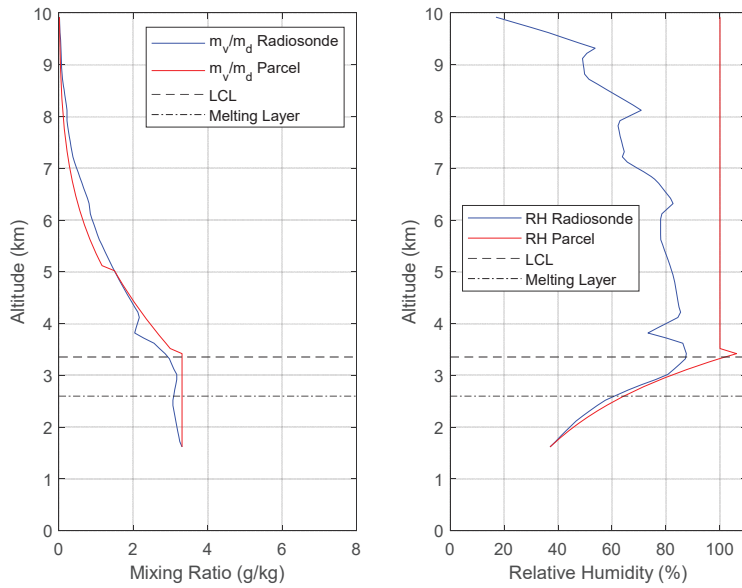 10
9
8
7
6
5
4
3
2
1
0
Altitude (km)
0
2
4
6
8
Mixing Ratio (g/kg)
m_v/m_d Radiosonde
m_v/m_d Parcel
LCL
Melting Layer
10
9
8
7
6
5
4
3
2
1
0
Altitude (km)
0
20
40
60
80
100
Relative Humidity (%)
RH Radiosonde
RH Parcel
LCL
Melting Layer